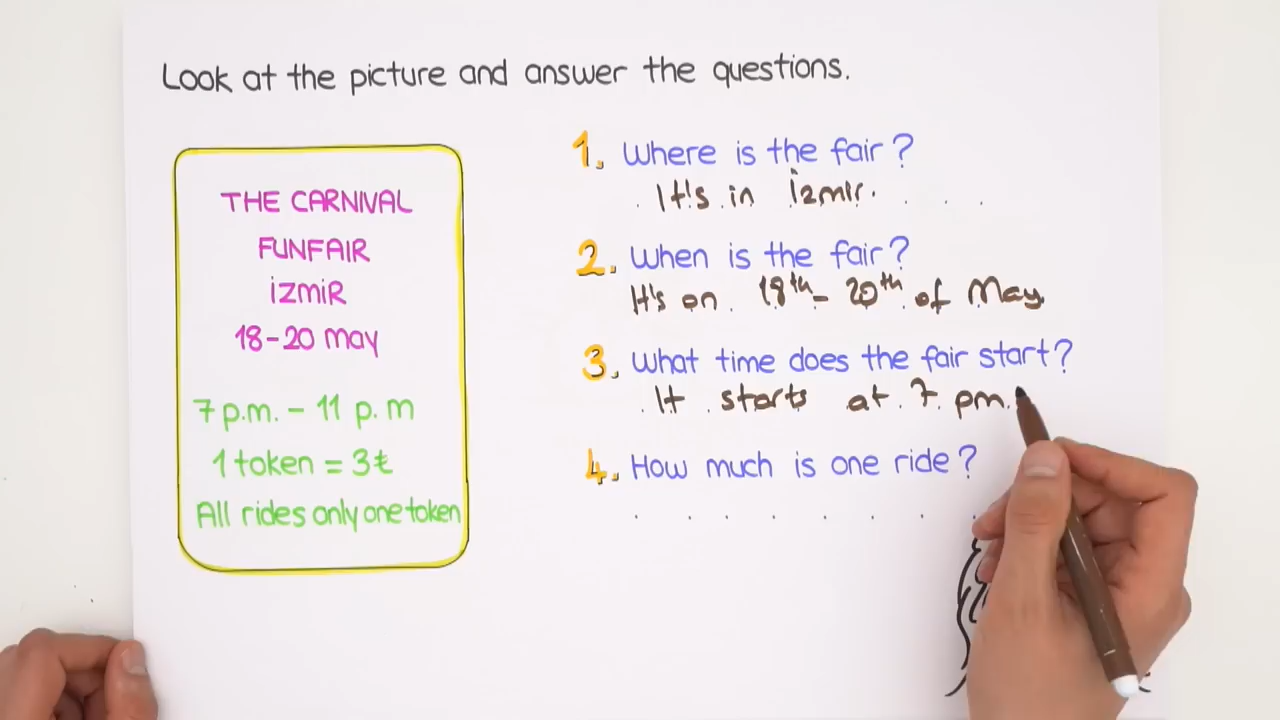 Look at the picture and answer the questions.
THE CARNIVAL
FUNFAIR
İZMİR
18-20 May
7 p.m. - 11 p.m
1 token = 3₺
All rides only one token
1. Where is the fair?
It's in İzmir.
2. When is the fair?
It's on 18th - 20th of May
3. What time does the fair start?
It starts at 7 pm.
4. How much is one ride?